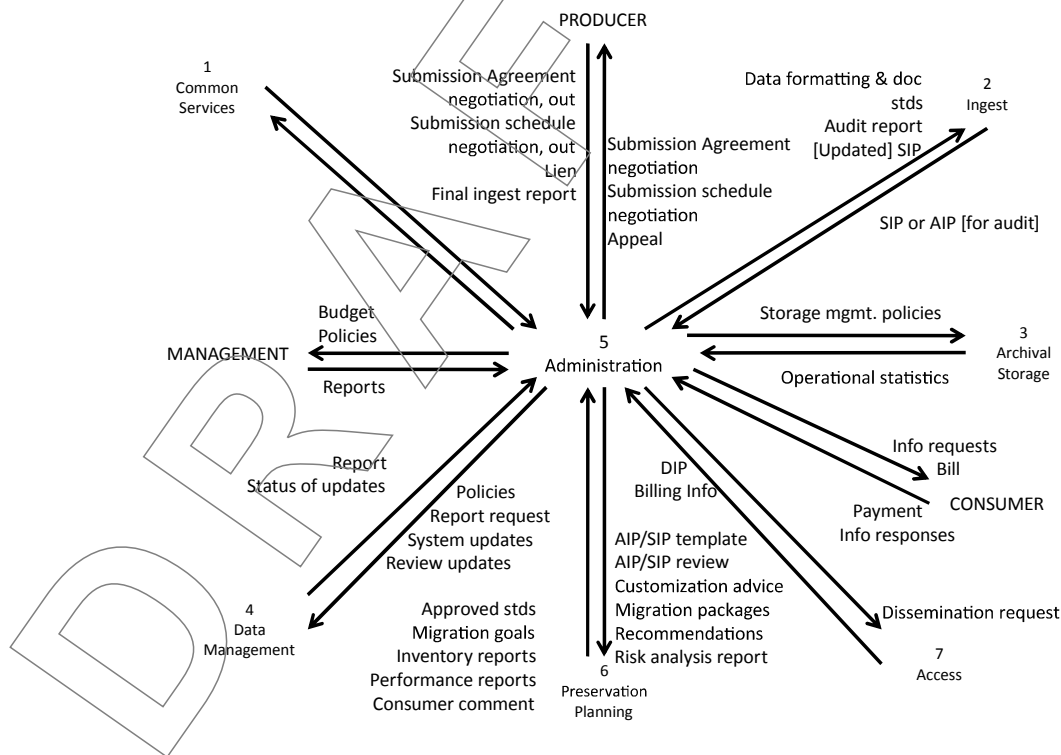 PRODUCER
1
Common
Services
Submission Agreement
negotiation, out
Submission schedule
negotiation, out
Lien
Final ingest report
Submission Agreement
negotiation
Submission schedule
negotiation
Appeal
Data formatting & doc
stds
Audit report
[Updated] SIP
2
Ingest
SIP or AIP [for audit]
Budget
Policies
MANAGEMENT
Reports
5
Administration
Storage mgmt. policies
3
Archival
Storage
Operational statistics
Info requests
Bill
CONSUMER
Payment
Info responses
Report
Status of updates
Policies
Report request
System updates
Review updates
4
Data
Management
DIP
Billing Info
AIP/SIP template
AIP/SIP review
Customization advice
Migration packages
Recommendations
Risk analysis report
Approved stds
Migration goals
Inventory reports
Performance reports
Consumer comment
6
Preservation
Planning
Dissemination request
7
Access
DRAFT